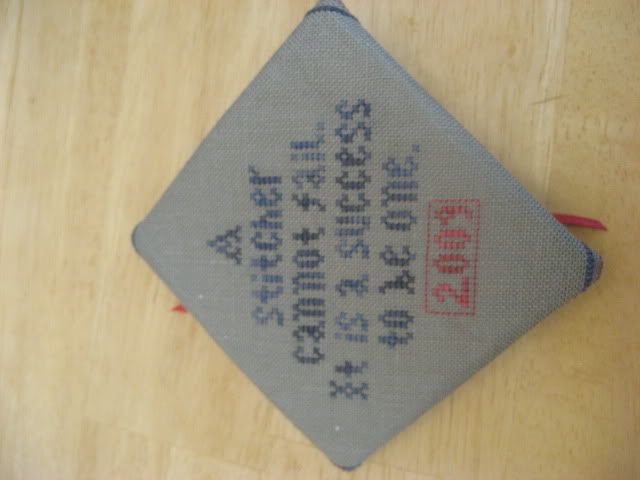 A
Stitcher
cannot fail.
It is a success
to be one.
2009